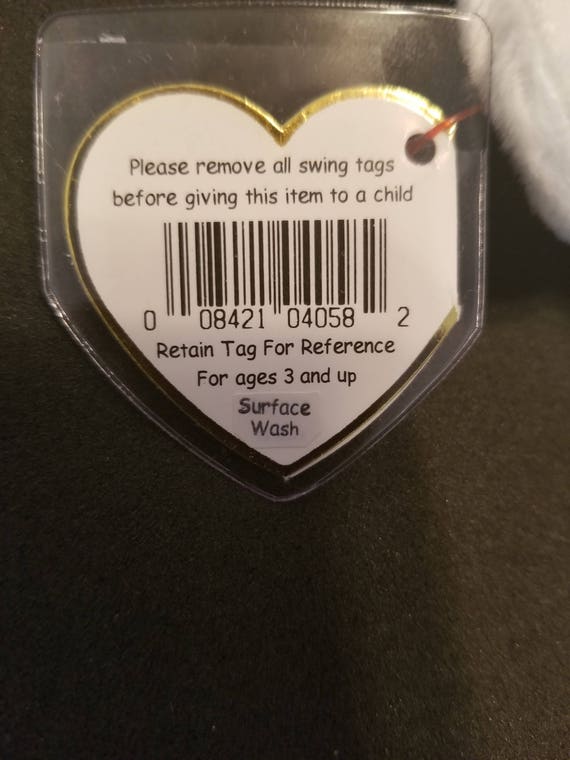 Please remove all swing tags
before giving this item to a child
0 08421 04058 2
Retain Tag For Reference
For ages 3 and up
Surface
Wash